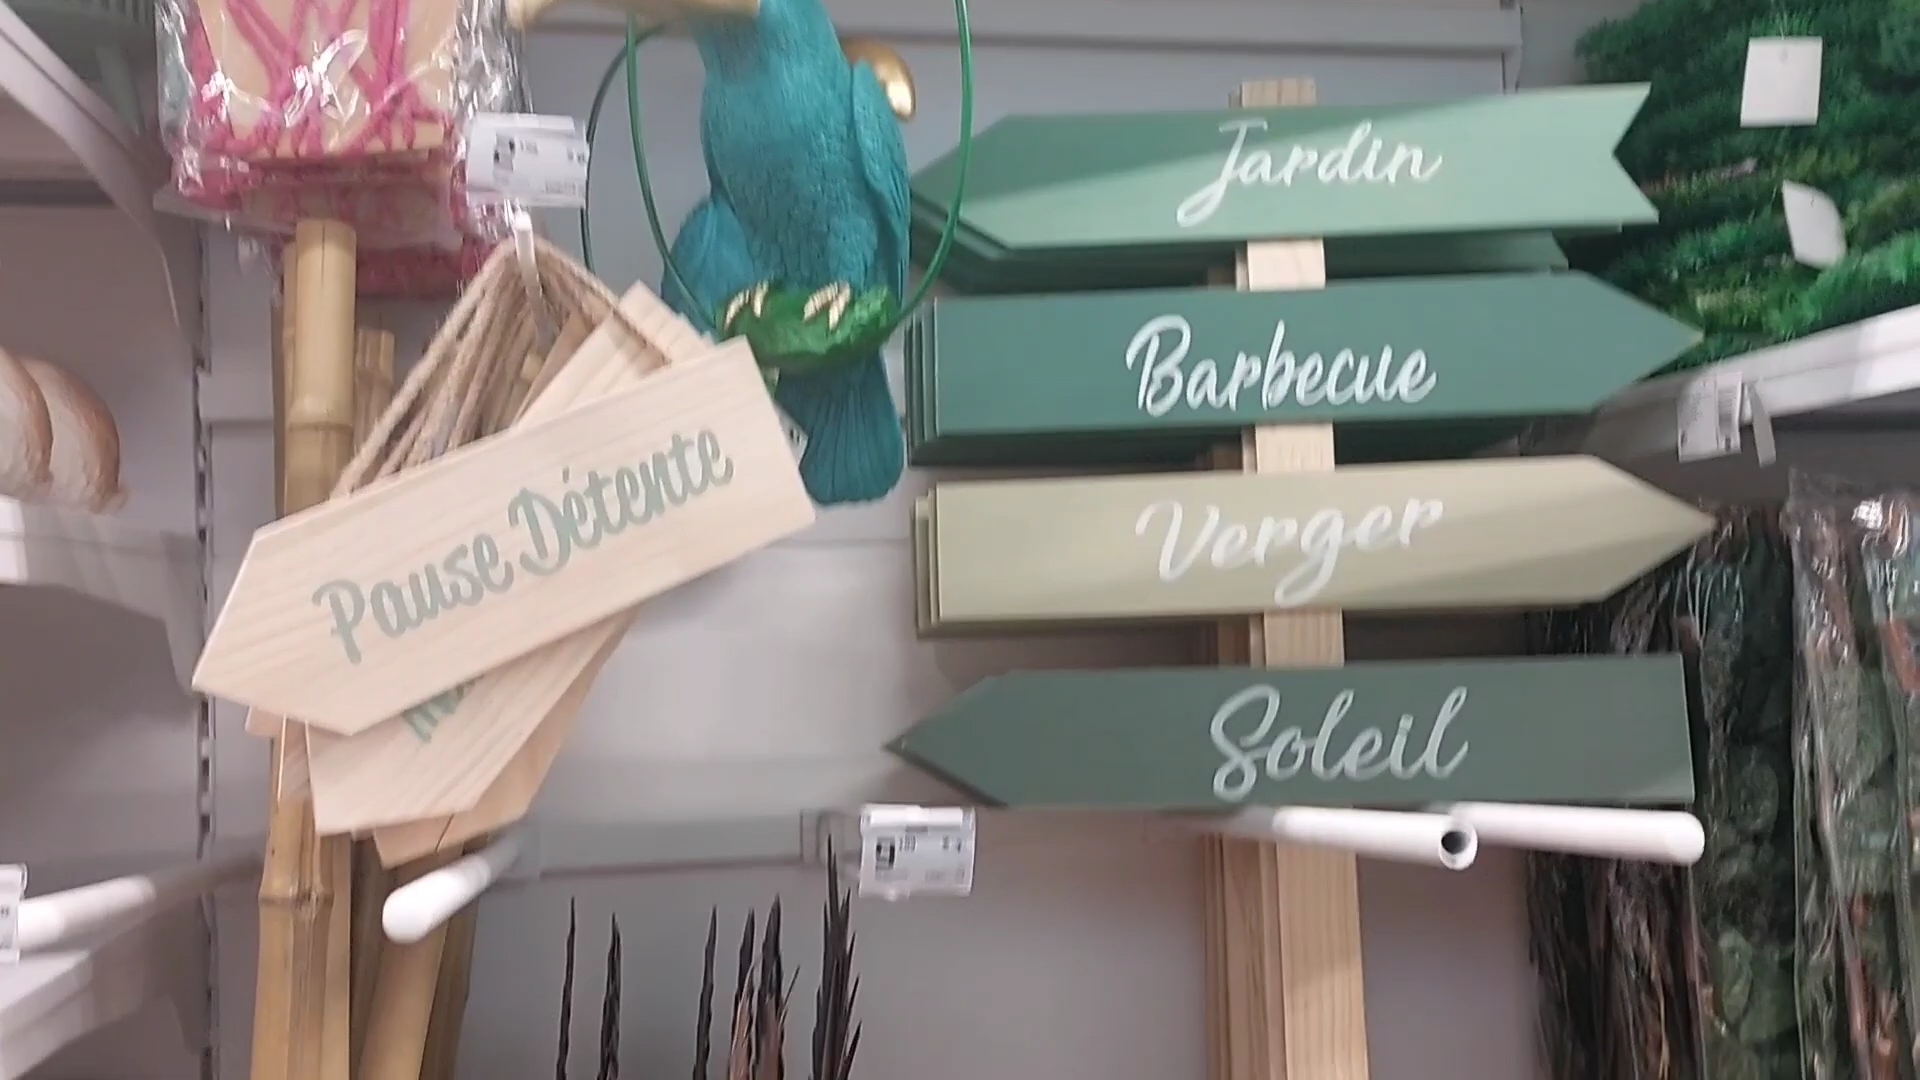 Jardin
Barbecue
Verger
Soleil
Pause Détente